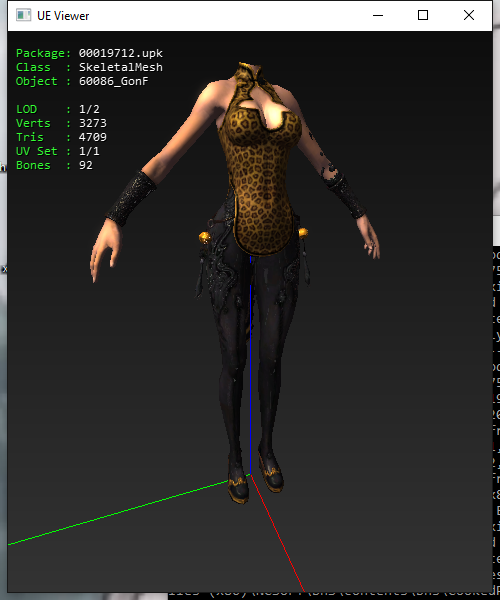 UE Viewer
Package: 00019712.upk
Class : SkeletalMesh
Object : 60086_GonF
LOD : 1/2
Verts : 3273
Tris : 4709
UV Set : 1/1
Bones : 92